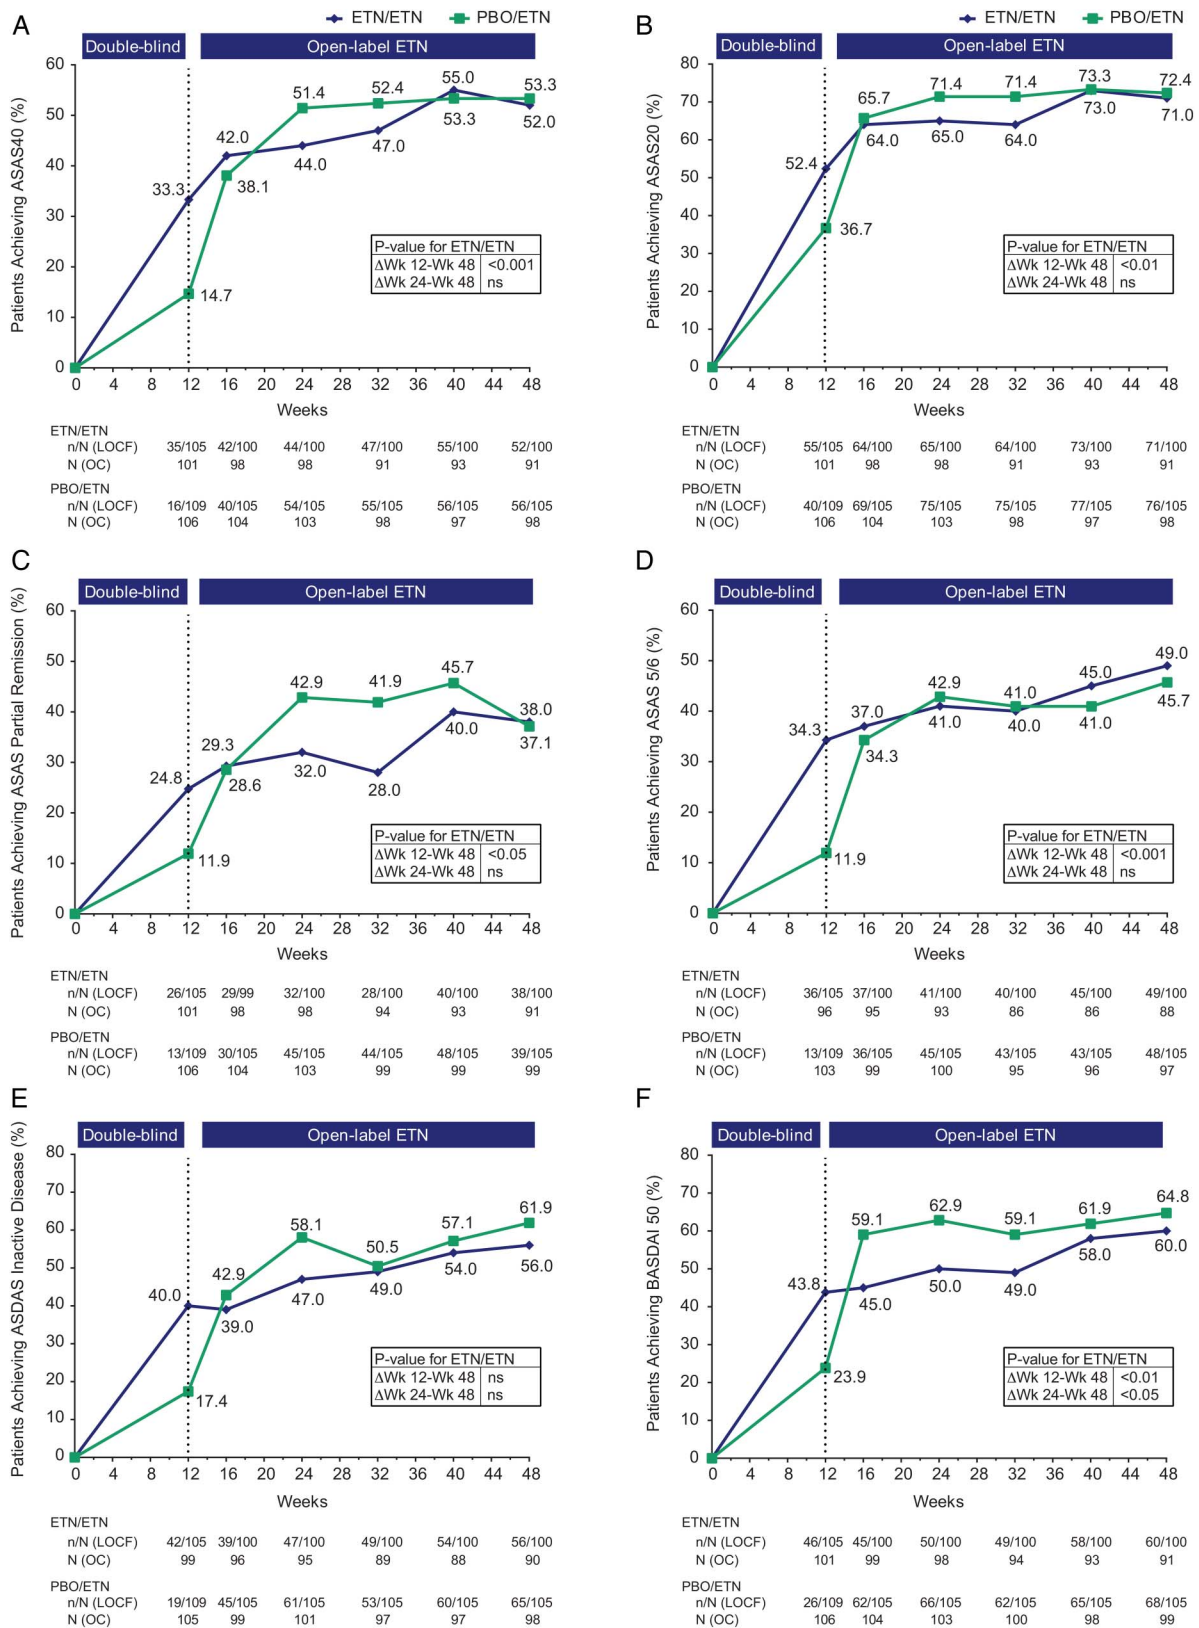 A
ETN/ETN PBO/ETN
Double-blind Open-label ETN
Patients Achieving ASAS40 (%)
60
50
40
30
20
10
0
33.3
14.7
42.0
38.1
51.4
44.0
52.4
47.0
55.0
53.3
53.3
52.0
P-value for ETN/ETN
ΔWk 12-Wk 48 <0.001
ΔWk 24-Wk 48 ns
0 4 8 12 16 20 24 28 32 36 40 44 48
Weeks
ETN/ETN
n/N (LOCF) 35/105 42/100 44/100 47/100 55/100 52/100
N (OC) 101 98 98 91 93 91
PBO/ETN
n/N (LOCF) 16/109 40/105 54/105 55/105 56/105 56/105
N (OC) 106 104 103 98 97 98
B
ETN/ETN PBO/ETN
Double-blind Open-label ETN
Patients Achieving ASAS20 (%)
80
70
60
50
40
30
20
10
0
52.4
36.7
65.7
64.0
71.4
65.0
71.4
64.0
73.3
73.0
72.4
71.0
P-value for ETN/ETN
ΔWk 12-Wk 48 <0.01
ΔWk 24-Wk 48 ns
0 4 8 12 16 20 24 28 32 36 40 44 48
Weeks
ETN/ETN
n/N (LOCF) 55/105 64/100 65/100 64/100 73/100 71/100
N (OC) 101 98 98 91 93 91
PBO/ETN
n/N (LOCF) 40/109 69/105 75/105 75/105 77/105 76/105
N (OC) 106 104 103 98 97 98
C
Double-blind Open-label ETN
Patients Achieving ASAS Partial Remission (%)
60
50
40
30
20
10
0
24.8
11.9
29.3
28.6
42.9
32.0
41.9
28.0
45.7
40.0
38.0
37.1
P-value for ETN/ETN
ΔWk 12-Wk 48 <0.05
ΔWk 24-Wk 48 ns
0 4 8 12 16 20 24 28 32 36 40 44 48
Weeks
ETN/ETN
n/N (LOCF) 26/105 29/99 32/100 28/100 40/100 38/100
N (OC) 101 98 98 94 93 91
PBO/ETN
n/N (LOCF) 13/109 30/105 45/105 44/105 48/105 39/105
N (OC) 106 104 103 99 99 99
D
Double-blind Open-label ETN
Patients Achieving ASAS 5/6 (%)
60
50
40
30
20
10
0
34.3
11.9
37.0
34.3
42.9
41.0
41.0
40.0
45.0
41.0
49.0
45.7
P-value for ETN/ETN
ΔWk 12-Wk 48 <0.001
ΔWk 24-Wk 48 ns
0 4 8 12 16 20 24 28 32 36 40 44 48
Weeks
ETN/ETN
n/N (LOCF) 36/105 37/100 41/100 40/100 45/100 49/100
N (OC) 96 95 93 86 86 88
PBO/ETN
n/N (LOCF) 13/109 36/105 45/105 43/105 43/105 48/105
N (OC) 103 99 100 95 96 97
E
Double-blind Open-label ETN
Patients Achieving ASDAS Inactive Disease (%)
80
70
60
50
40
30
20
10
0
40.0
17.4
42.9
39.0
58.1
47.0
50.5
49.0
57.1
54.0
61.9
56.0
P-value for ETN/ETN
ΔWk 12-Wk 48 ns
ΔWk 24-Wk 48 ns
0 4 8 12 16 20 24 28 32 36 40 44 48
Weeks
ETN/ETN
n/N (LOCF) 42/105 39/100 47/100 49/100 54/100 56/100
N (OC) 99 96 95 89 88 90
PBO/ETN
n/N (LOCF) 19/109 45/105 61/105 53/105 60/105 65/105
N (OC) 105 99 101 97 97 98
F
Double-blind Open-label ETN
Patients Achieving BASDAI 50 (%)
80
70
60
50
40
30
20
10
0
43.8
23.9
59.1
45.0
62.9
50.0
59.1
49.0
61.9
58.0
64.8
60.0
P-value for ETN/ETN
ΔWk 12-Wk 48 <0.01
ΔWk 24-Wk 48 <0.05
0 4 8 12 16 20 24 28 32 36 40 44 48
Weeks
ETN/ETN
n/N (LOCF) 46/105 45/100 50/100 49/100 58/100 60/100
N (OC) 101 99 98 94 93 91
PBO/ETN
n/N (LOCF) 26/109 62/105 66/105 62/105 65/105 68/105
N (OC) 106 104 103 100 98 99